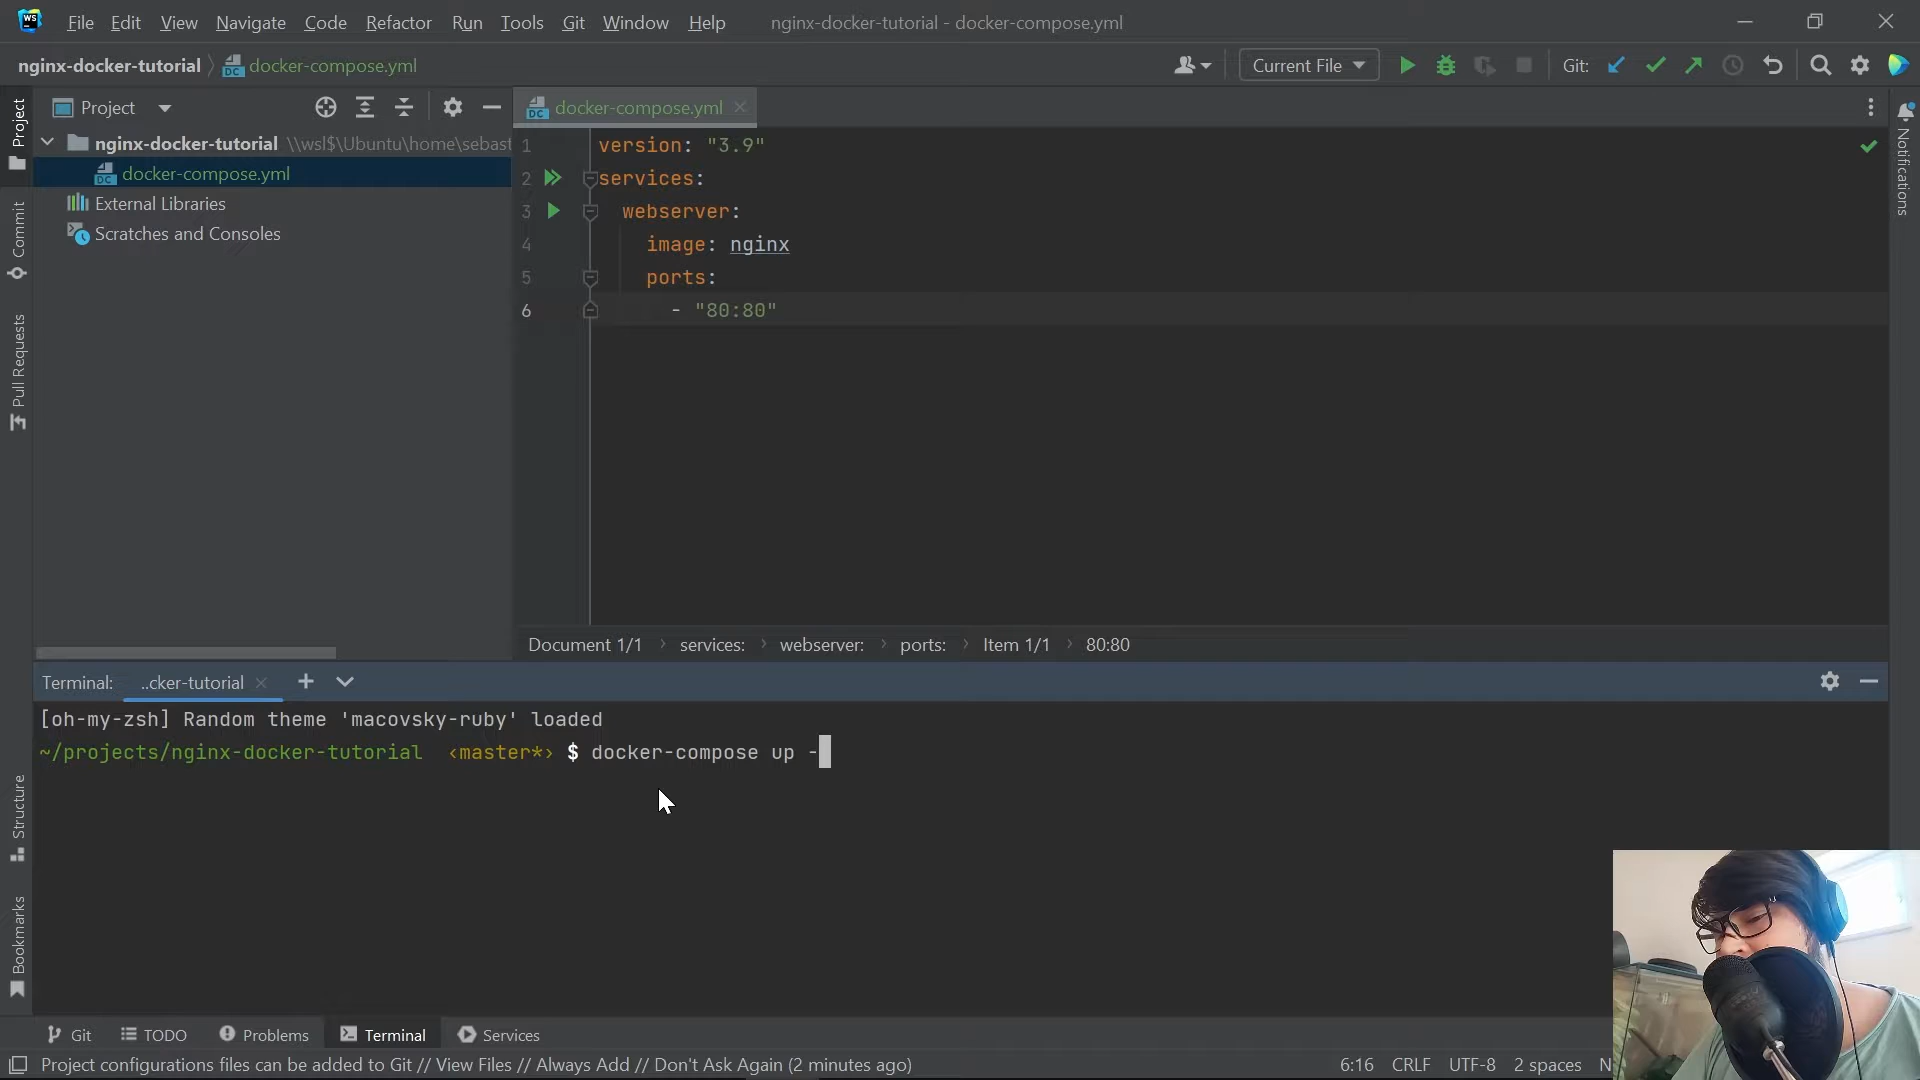 WS File Edit View Navigate Code Refactor Run Tools Git Window Help nginx-docker-tutorial - docker-compose.yml
nginx-docker-tutorial DC docker-compose.yml Current File Git:
Project
Project DC docker-compose.yml
nginx-docker-tutorial \\wsl$\Ubuntu\home\sebast
DC docker-compose.yml
External Libraries
Scratches and Consoles
1 version: "3.9"
2 services:
3 webserver:
4 image: nginx
5 ports:
6 - "80:80"
Notifications
Commit
Pull Requests
Document 1/1 services: webserver: ports: Item 1/1 80:80
Terminal: ..cker-tutorial
[oh-my-zsh] Random theme 'macovsky-ruby' loaded
~/projects/nginx-docker-tutorial ‹master*› $ docker-compose up -
Structure
Bookmarks
Git TODO Problems Terminal Services
Project configurations files can be added to Git // View Files // Always Add // Don't Ask Again (2 minutes ago) 6:16 CRLF UTF-8 2 spaces N